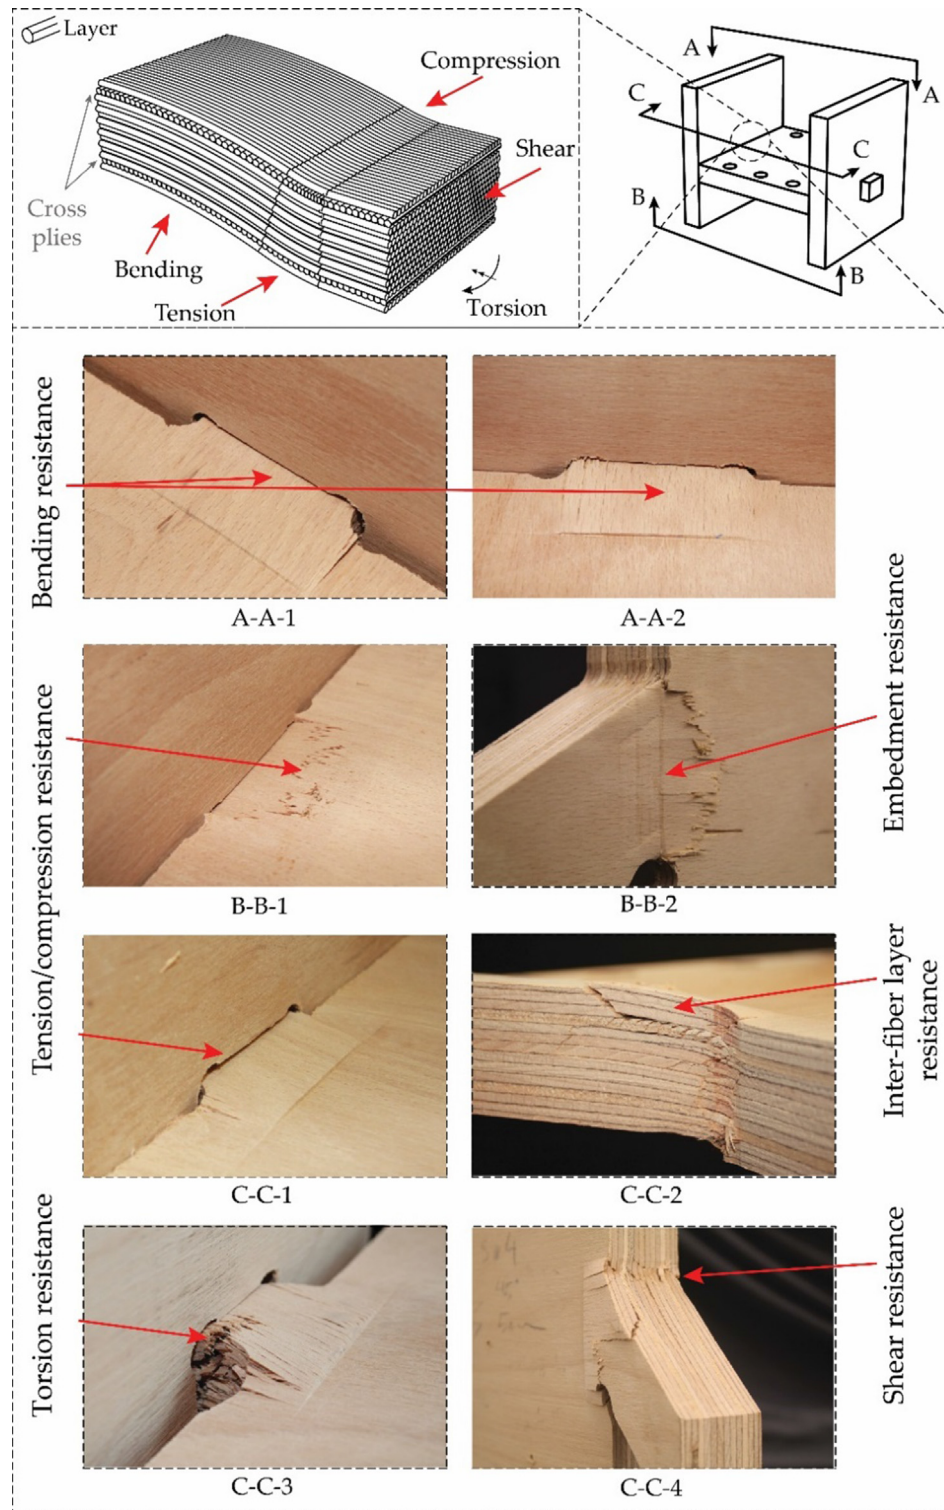 Layer
Compression
Shear
Cross
plies
Bending
Tension
Torsion
A
A
C
C
B
B
Bending resistance
A-A-1
A-A-2
Embedment resistance
Tension/compression resistance
B-B-1
B-B-2
C-C-1
C-C-2
Inter-fiber layer
resistance
Torsion resistance
C-C-3
C-C-4
Shear resistance